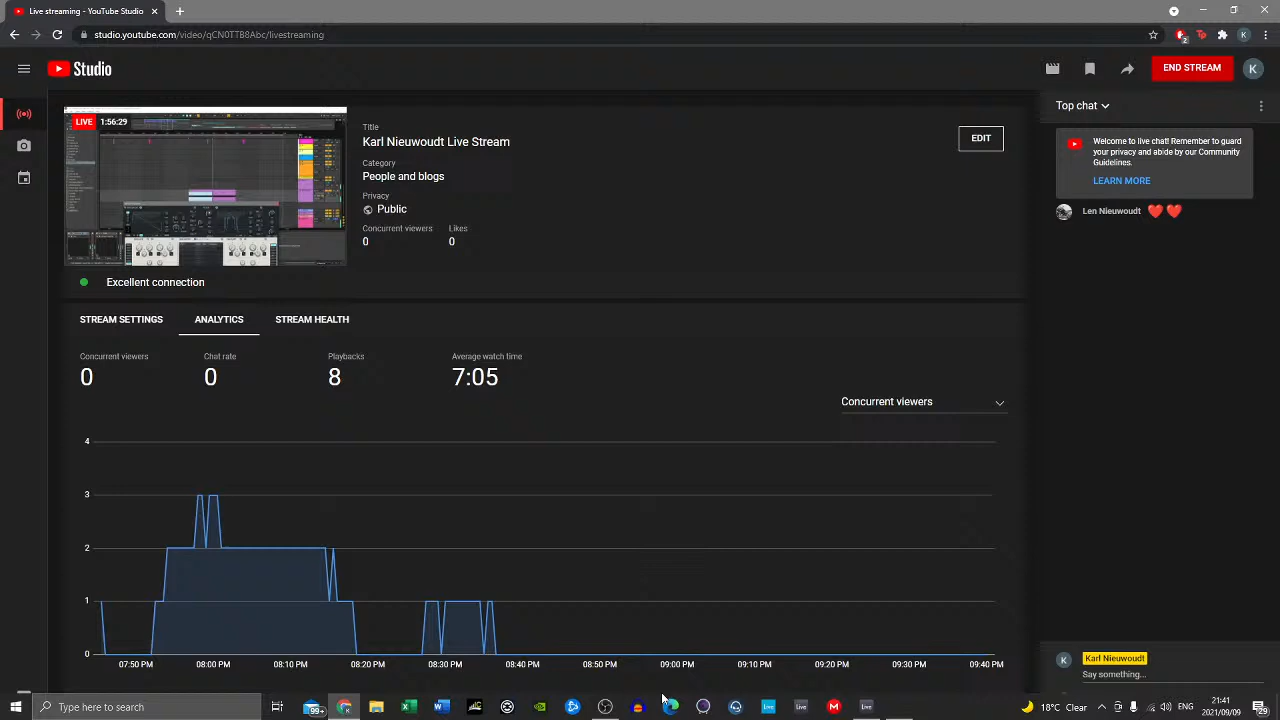 Live streaming - YouTube Studio
studio.youtube.com/video/qCN0TTB8Abc/livestreaming
2
K
Studio
END STREAM
K
LIVE
1:56:29
Title
Karl Nieuwoudt Live Stre
Category
People and blogs
Privacy
Public
Concurrent viewers
Likes
0
0
EDIT
Excellent connection
STREAM SETTINGS
ANALYTICS
STREAM HEALTH
Concurrent viewers
Chat rate
Playbacks
Average watch time
0
0
8
7:05
Concurrent viewers
4
3
2
1
0
07:50 PM
08:00 PM
08:10 PM
08:20 PM
08:30 PM
08:40 PM
08:50 PM
09:00 PM
09:10 PM
09:20 PM
09:30 PM
09:40 PM
Top chat
Welcome to live chat! Remember to guard
your privacy and abide by our Community
Guidelines.
LEARN MORE
Len Nieuwoudt ❤️❤️
K
Karl Nieuwoudt
Say something...
Type here to search
99+
Live
Live
18°C Clear
ENG
21:41
2021/09/09